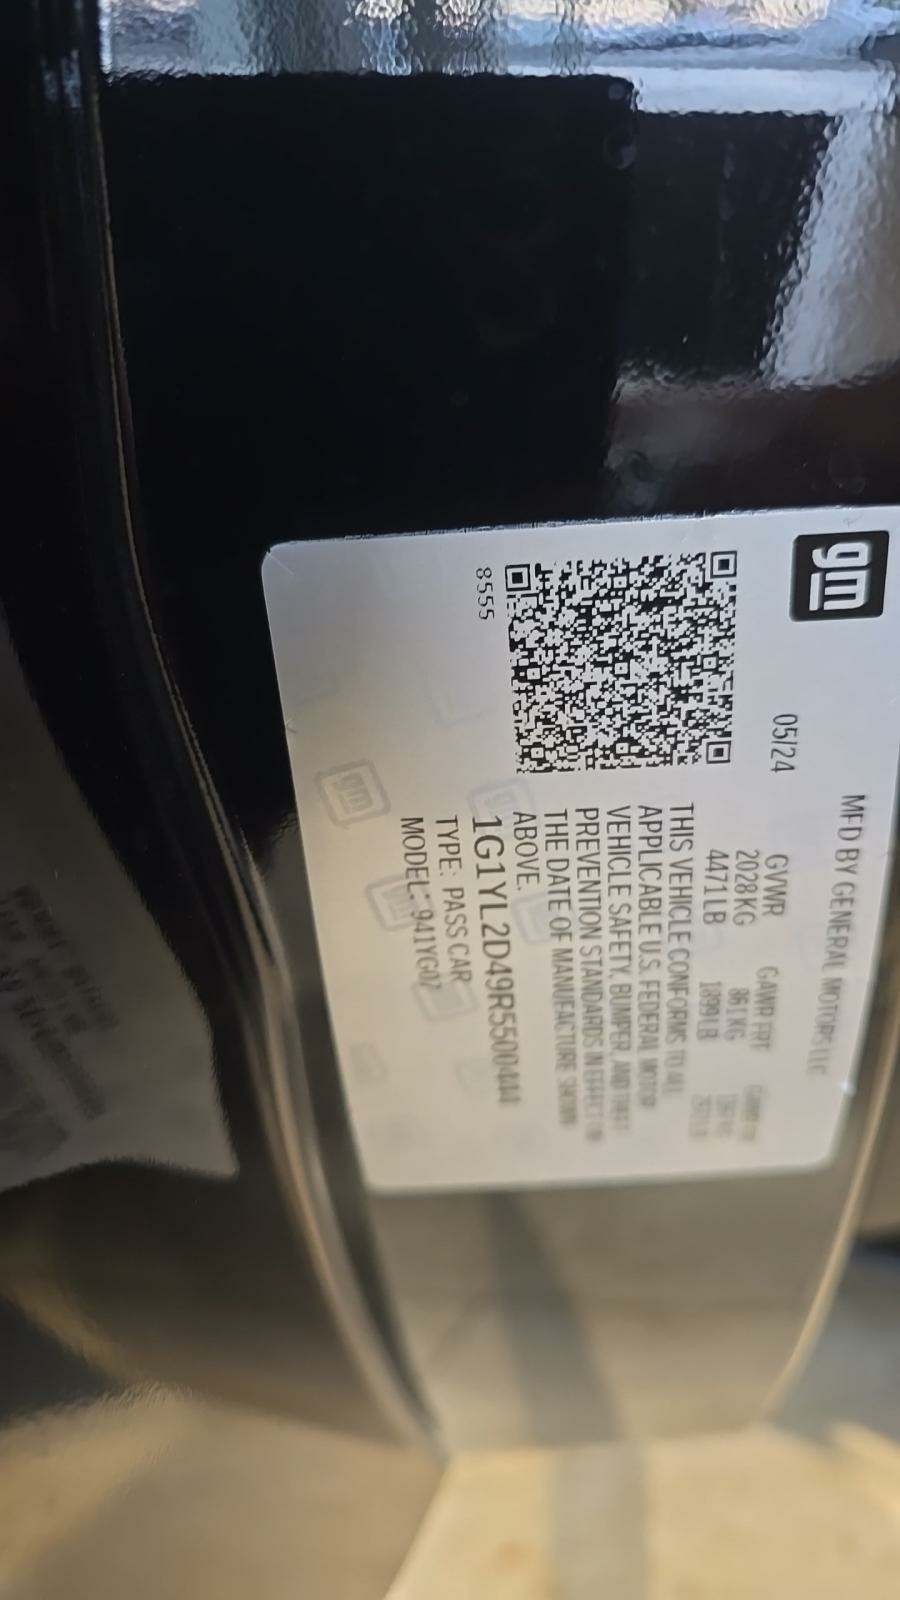 gm
MFD BY GENERAL MOTORS LLC
05/24
GVWR GAWR FRT
2028KG 861KG
4471 LB 1899LB
THIS VEHICLE CONFORMS TO ALL
APPLICABLE U.S. FEDERAL MOTOR
VEHICLE SAFETY, BUMPER, AND THEFT
PREVENTION STANDARDS IN EFFECT ON
THE DATE OF MANUFACTURE SHOWN
ABOVE.
1G1YL2D49R5500444
TYPE: PASS CAR
MODEL: 941YG07
8555